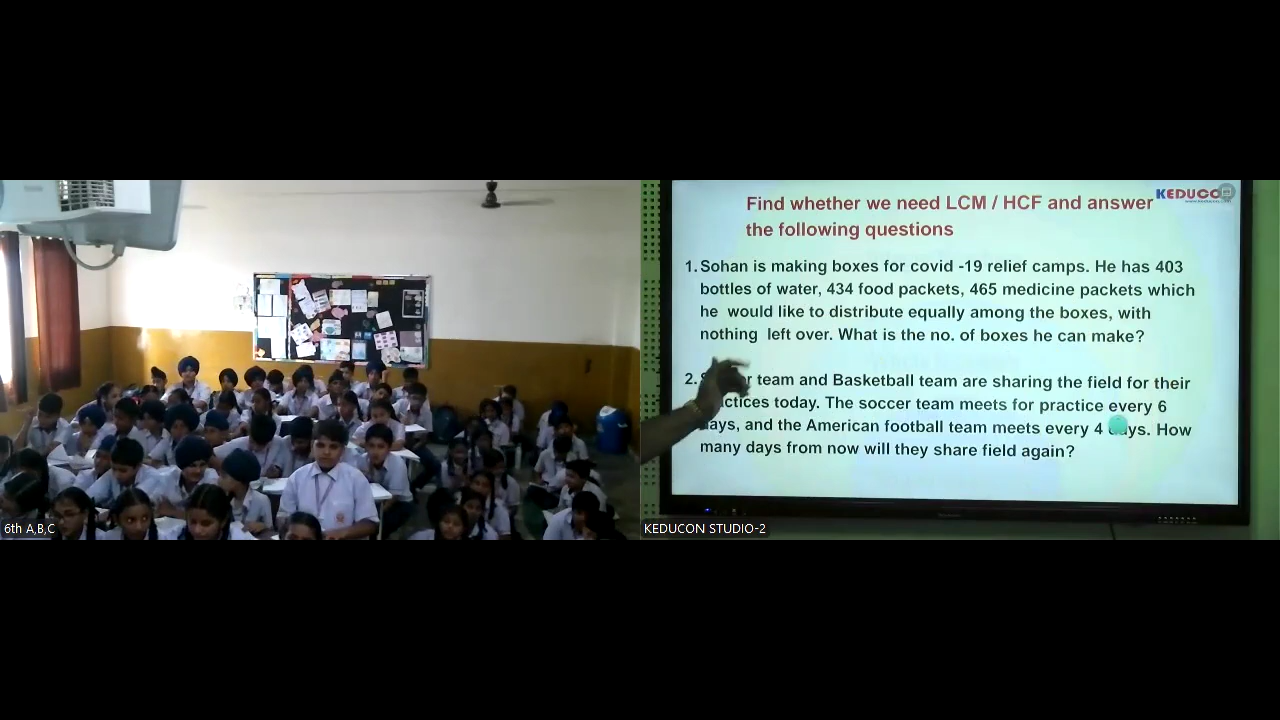 Find whether we need LCM / HCF and answer
the following questions
KEDUCO
1. Sohan is making boxes for covid -19 relief camps. He has 403
bottles of water, 434 food packets, 465 medicine packets which
he would like to distribute equally among the boxes, with
nothing left over. What is the no. of boxes he can make?
2. team and Basketball team are sharing the field for their
today. The soccer team meets for practice every 6
days, and the American football team meets every 4 days. How
many days from now will they share field again?
6th A,B,C
KEDUCON STUDIO-2